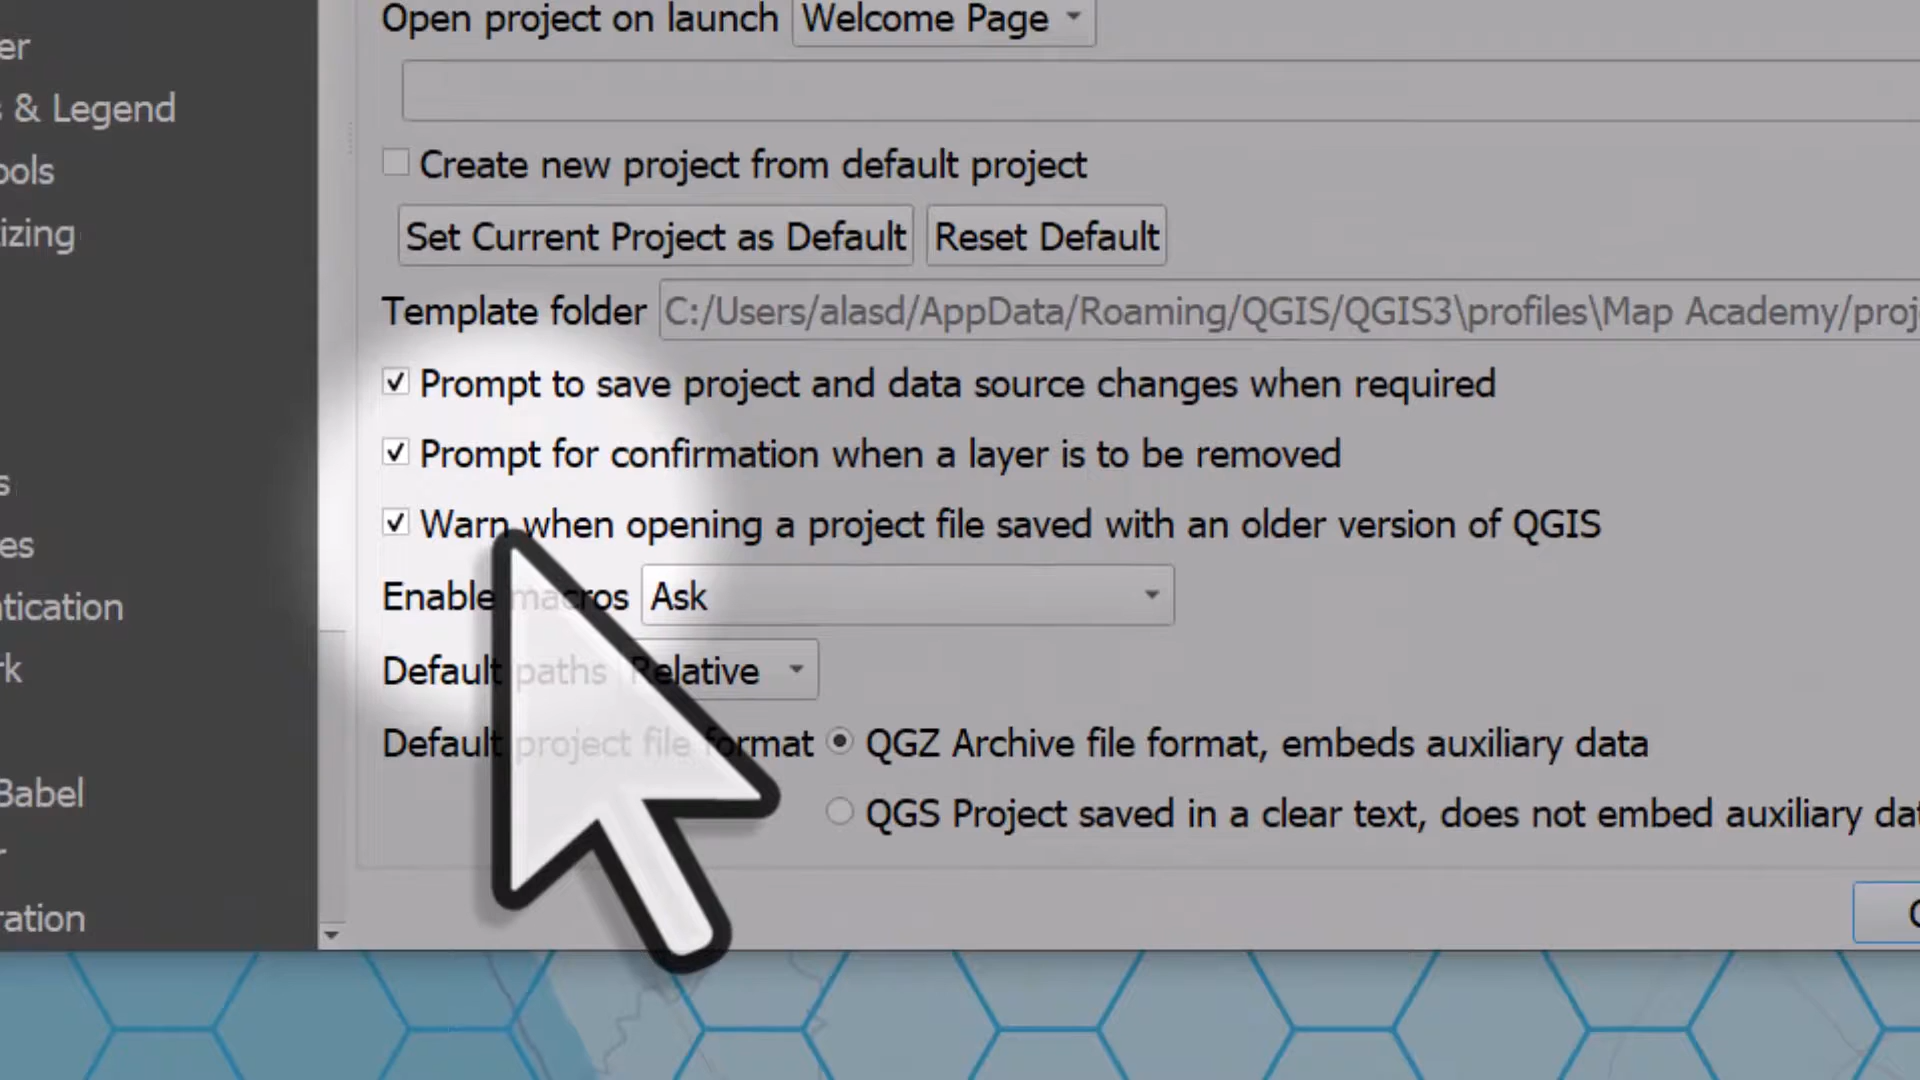 Open project on launch Welcome Page
er
& Legend
Create new project from default project
ools
izing
Set Current Project as Default Reset Default
Template folder C:/Users/alasd/AppData/Roaming/QGIS/QGIS3\profiles\Map Academy/proj
Prompt to save project and data source changes when required
Prompt for confirmation when a layer is to be removed
s
Warn when opening a project file saved with an older version of QGIS
es
Enable macros Ask
tication
Default paths Relative
rk
Default project file format QGZ Archive file format, embeds auxiliary data
Babel
QGS Project saved in a clear text, does not embed auxiliary dat
ration